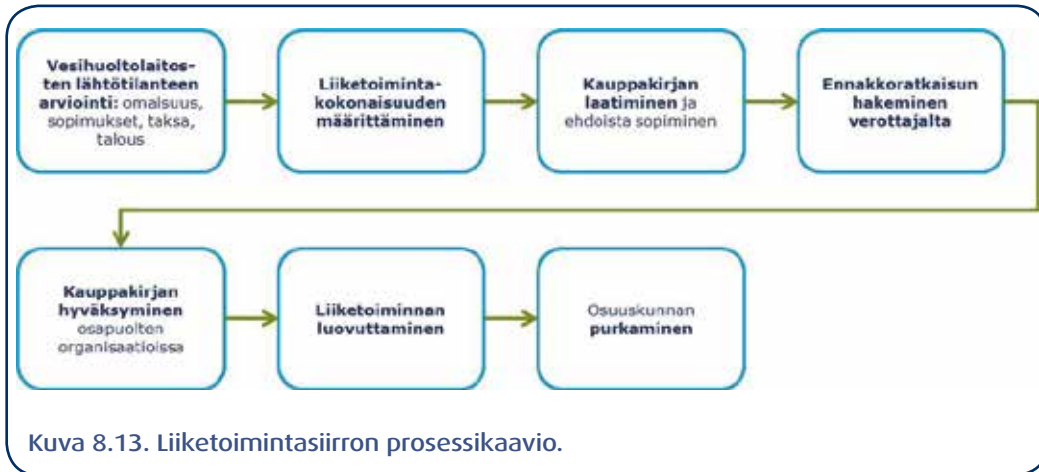 Vesihuoltolaitos-
ten lähtötilanteen
arviointi: omaisuus,
sopimukset, taksa,
talous
Liiketoiminta-
kokonaisuuden
määrittäminen
Kauppakirjan
laatiminen ja
ehdoista sopiminen
Ennakkoratkaisun
hakeminen
verottajalta
Kauppakirjan
hyväksyminen
osapuolten
organisaatioissa
Liiketoiminnan
luovuttaminen
Osuuskunnan
purkaminen
Kuva 8.13. Liiketoimintasiirron prosessikaavio.